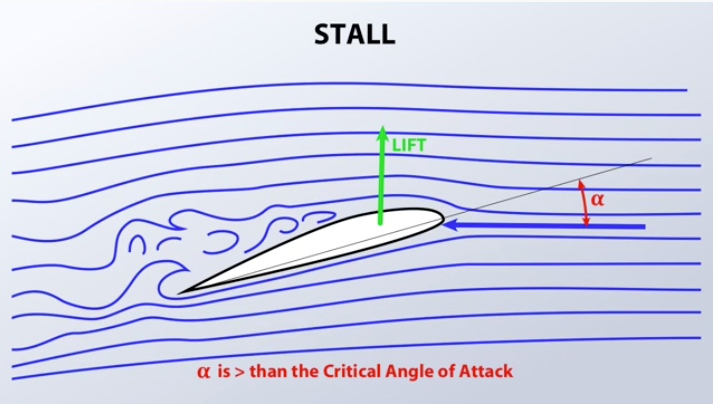 STALL
LIFT
α
α is > than the Critical Angle of Attack